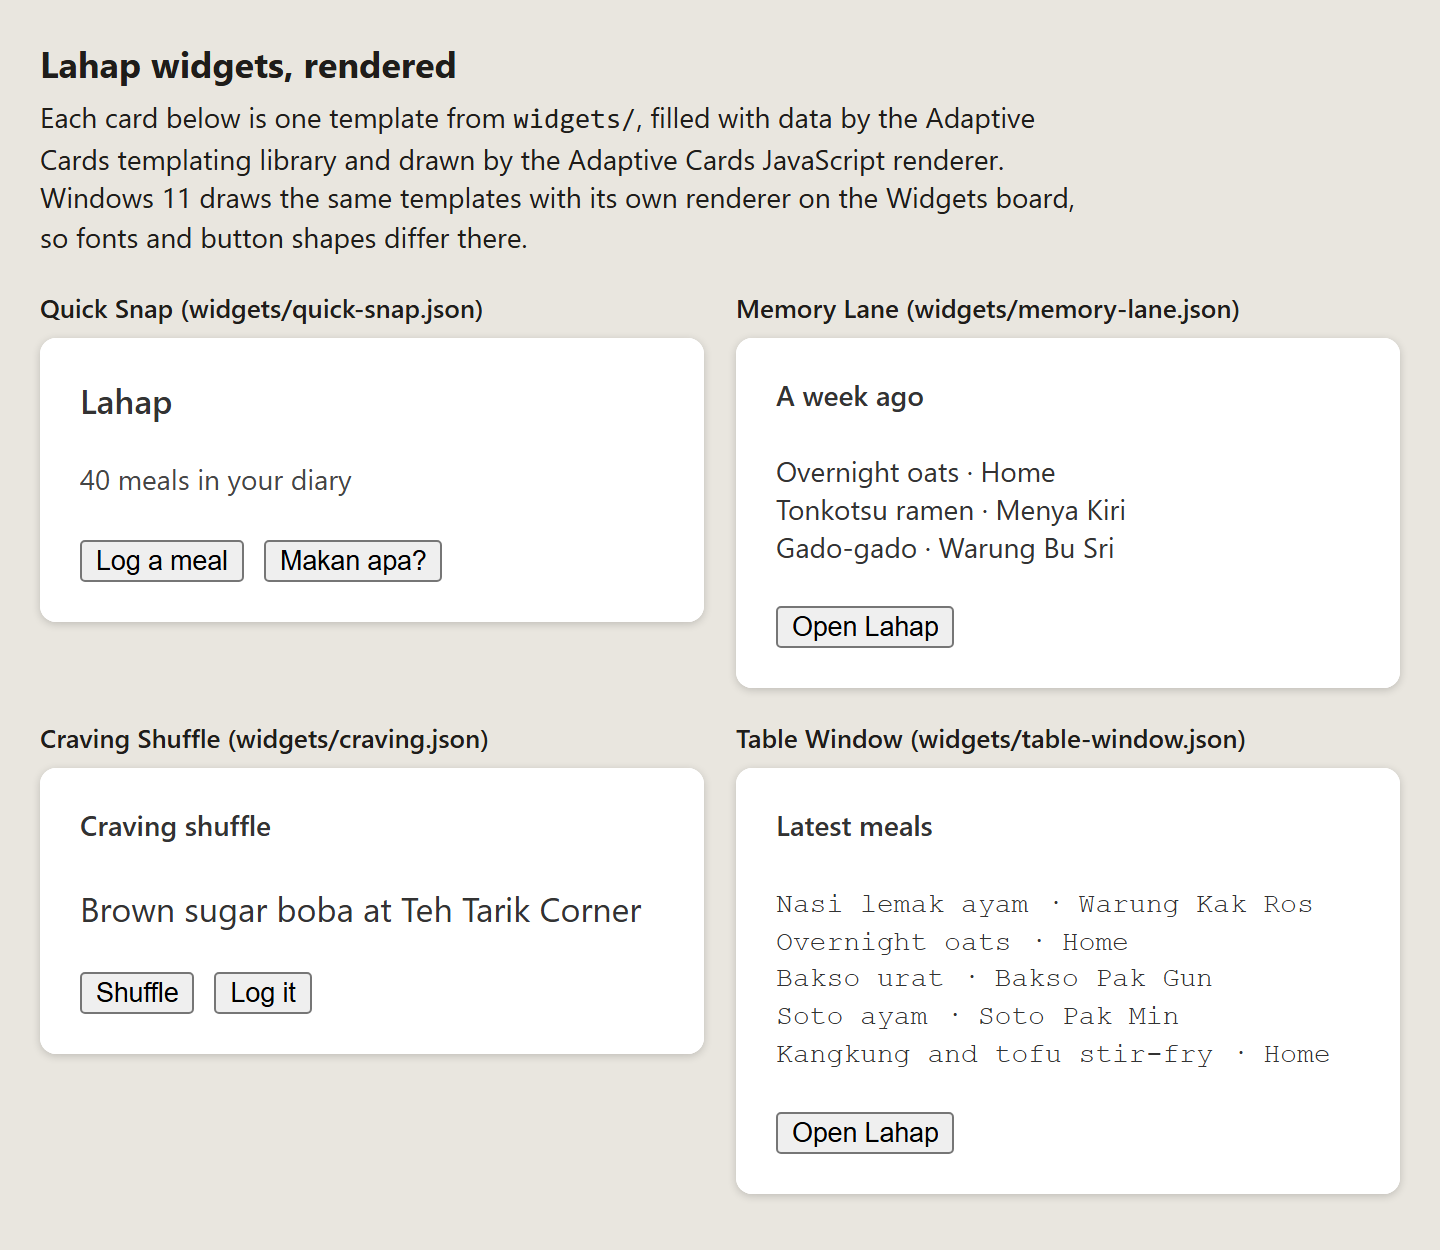 Lahap widgets, rendered
Each card below is one template from widgets/, filled with data by the Adaptive
Cards templating library and drawn by the Adaptive Cards JavaScript renderer.
Windows 11 draws the same templates with its own renderer on the Widgets board,
so fonts and button shapes differ there.
Quick Snap (widgets/quick-snap.json)
Lahap
40 meals in your diary
Log a meal
Makan apa?
Memory Lane (widgets/memory-lane.json)
A week ago
Overnight oats · Home
Tonkotsu ramen · Menya Kiri
Gado-gado · Warung Bu Sri
Open Lahap
Craving Shuffle (widgets/craving.json)
Craving shuffle
Brown sugar boba at Teh Tarik Corner
Shuffle
Log it
Table Window (widgets/table-window.json)
Latest meals
Nasi lemak ayam · Warung Kak Ros
Overnight oats · Home
Bakso urat · Bakso Pak Gun
Soto ayam · Soto Pak Min
Kangkung and tofu stir-fry · Home
Open Lahap